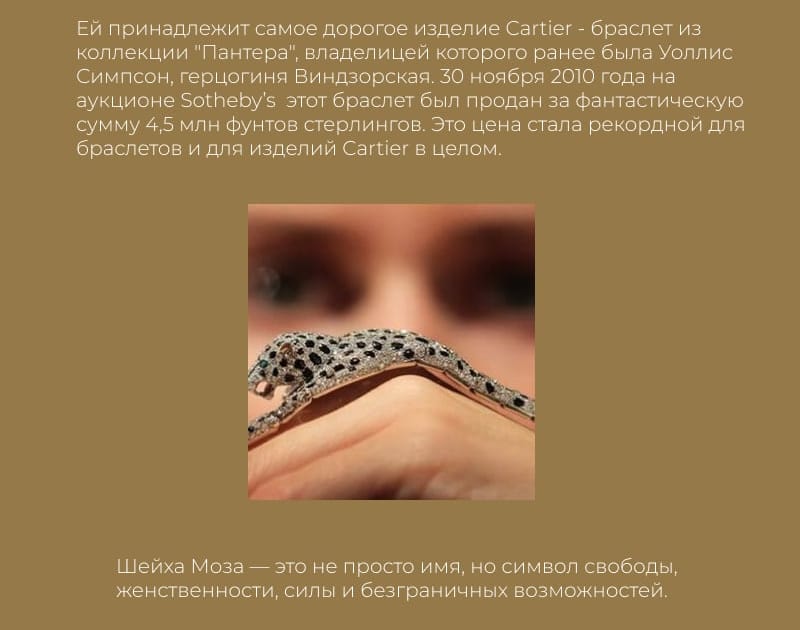 Ей принадлежит самое дорогое изделие Cartier - браслет из
коллекции "Пантера", владелицей которого ранее была Уоллис
Симпсон, герцогиня Виндзорская. 30 ноября 2010 года на
аукционе Sotheby’s этот браслет был продан за фантастическую
сумму 4,5 млн фунтов стерлингов. Это цена стала рекордной для
браслетов и для изделий Cartier в целом.
Шейха Моза — это не просто имя, но символ свободы,
женственности, силы и безграничных возможностей.